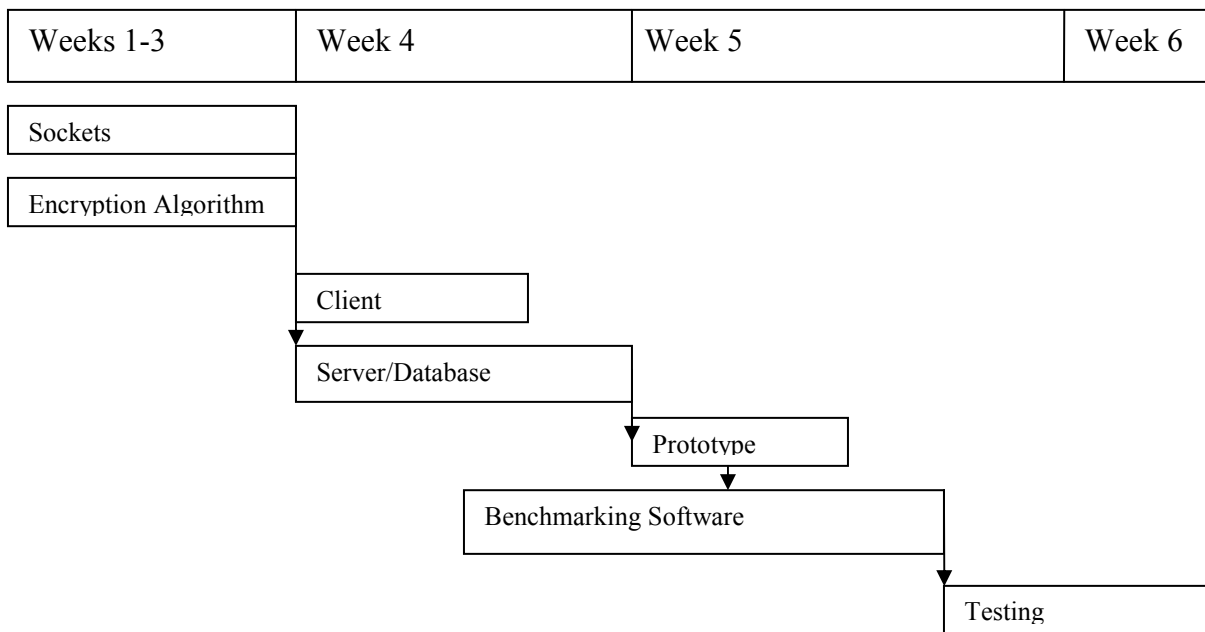 Weeks 1-3 Week 4 Week 5 Week 6
Sockets
Encryption Algorithm
Client
Server/Database
Prototype
Benchmarking Software
Testing